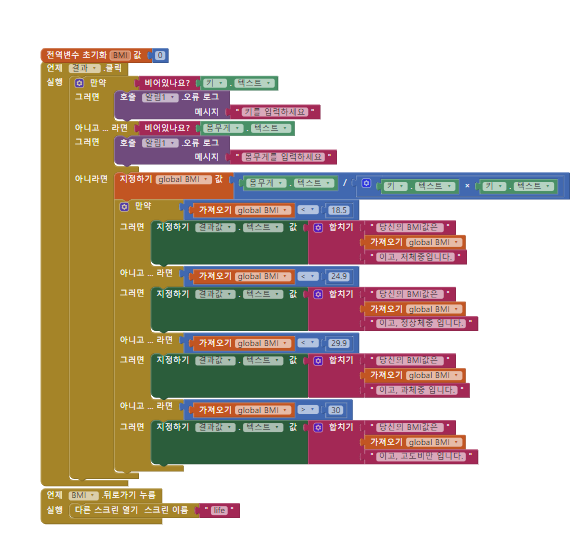 전역변수 초기화 BMI 값 0
언제 결과 .클릭
실행 만약 비어있나요? 키 . 텍스트
그러면 호출 알림1 .오류 로그
메시지 " 키를 입력하세요 "
아니고 ... 라면 비어있나요? 몸무게 . 텍스트
그러면 호출 알림1 .오류 로그
메시지 " 몸무게를 입력하세요 "
아니라면 지정하기 global BMI 값 몸무게 . 텍스트 / 키 . 텍스트 × 키 . 텍스트
만약 가져오기 global BMI < 18.5
그러면 지정하기 결과값 . 텍스트 값 합치기 " 당신의 BMI값은 "
가져오기 global BMI
" 이고, 저체중입니다. "
아니고 ... 라면 가져오기 global BMI < 24.9
그러면 지정하기 결과값 . 텍스트 값 합치기 " 당신의 BMI값은 "
가져오기 global BMI
" 이고, 정상체중 입니다. "
아니고 ... 라면 가져오기 global BMI < 29.9
그러면 지정하기 결과값 . 텍스트 값 합치기 " 당신의 BMI값은 "
가져오기 global BMI
" 이고, 과체중 입니다. "
아니고 ... 라면 가져오기 global BMI > 30
그러면 지정하기 결과값 . 텍스트 값 합치기 " 당신의 BMI값은 "
가져오기 global BMI
" 이고, 고도비만 입니다. "
언제 BMI .뒤로가기 누름
실행 다른 스크린 열기 스크린 이름 " life "